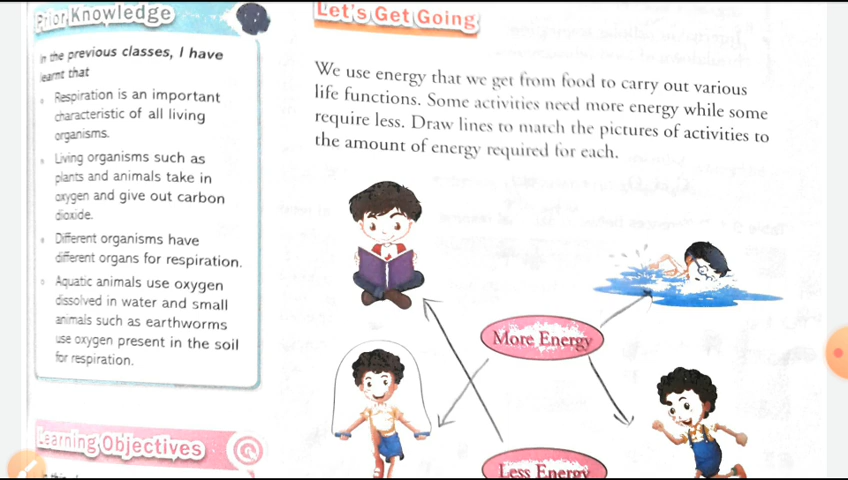 Prior Knowledge
In the previous classes, I have
learnt that
Respiration is an important
characteristic of all living
organisms.
Living organisms such as
plants and animals take in
oxygen and give out carbon
dioxide.
Different organisms have
different organs for respiration.
Aquatic animals use oxygen
dissolved in water and small
animals such as earthworms
use oxygen present in the soil
for respiration.
Learning Objectives
Let's Get Going
We use energy that we get from food to carry out various
life functions. Some activities need more energy while some
require less. Draw lines to match the pictures of activities to
the amount of energy required for each.
More Energy
Less Energy